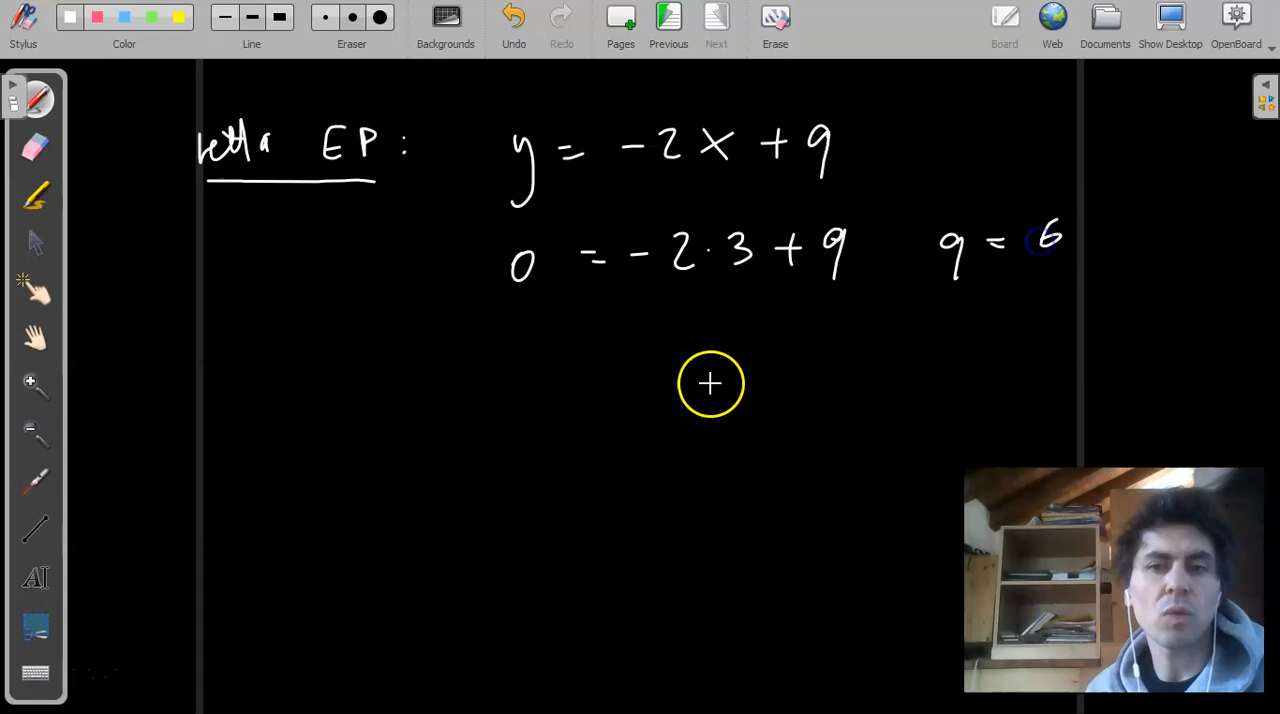 Stylus Color Line Eraser Backgrounds Undo Redo Pages Previous Next Erase Board Web Documents Show Desktop OpenBoard
retta EP: y = -2x + q
0 = -2·3 + q q = 6
AI